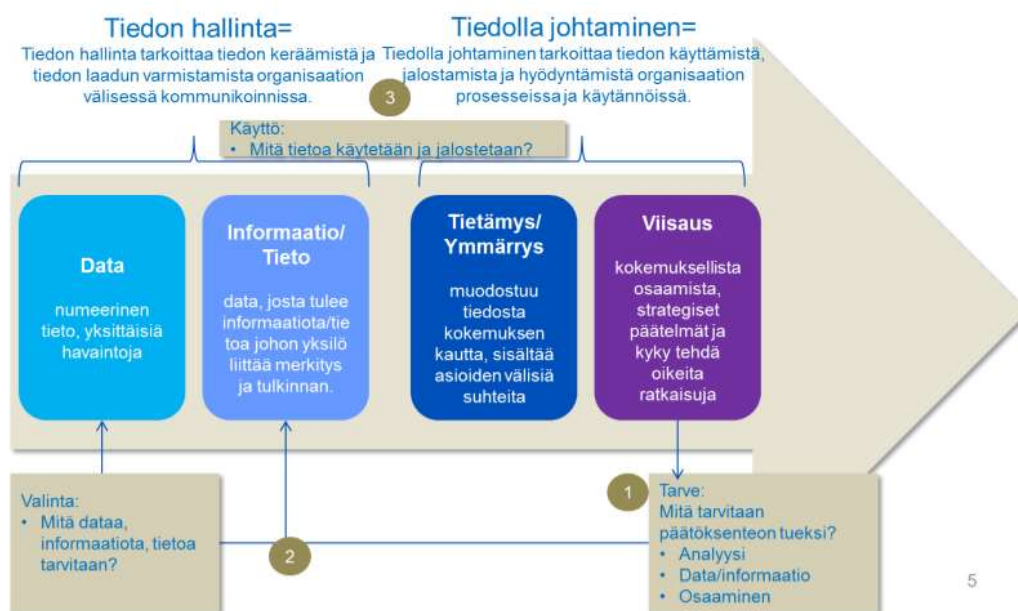 Tiedon hallinta=
Tiedon hallinta tarkoittaa tiedon keräämistä ja
tiedon laadun varmistamista organisaation
välisessä kommunikoinnissa.
Tiedolla johtaminen=
Tiedolla johtaminen tarkoittaa tiedon käyttämistä,
jalostamista ja hyödyntämistä organisaation
prosesseissa ja käytännöissä.
3
Käyttö:
• Mitä tietoa käytetään ja jalostetaan?
Data
numeerinen
tieto, yksittäisiä
havaintoja
Informaatio/
Tieto
data, josta tulee
informaatiota/tie
toa johon yksilö
liittää merkitys
ja tulkinnan.
Tietämys/
Ymmärrys
muodostuu
tiedosta
kokemuksen
kautta, sisältää
asioiden välisiä
suhteita
Viisaus
kokemuksellista
osaamista,
strategiset
päätelmät ja
kyky tehdä
oikeita
ratkaisuja
Valinta:
• Mitä dataa,
informaatiota, tietoa
tarvitaan?
2
1
Tarve:
Mitä tarvitaan
päätöksenteon tueksi?
• Analyysi
• Data/informaatio
• Osaaminen
5